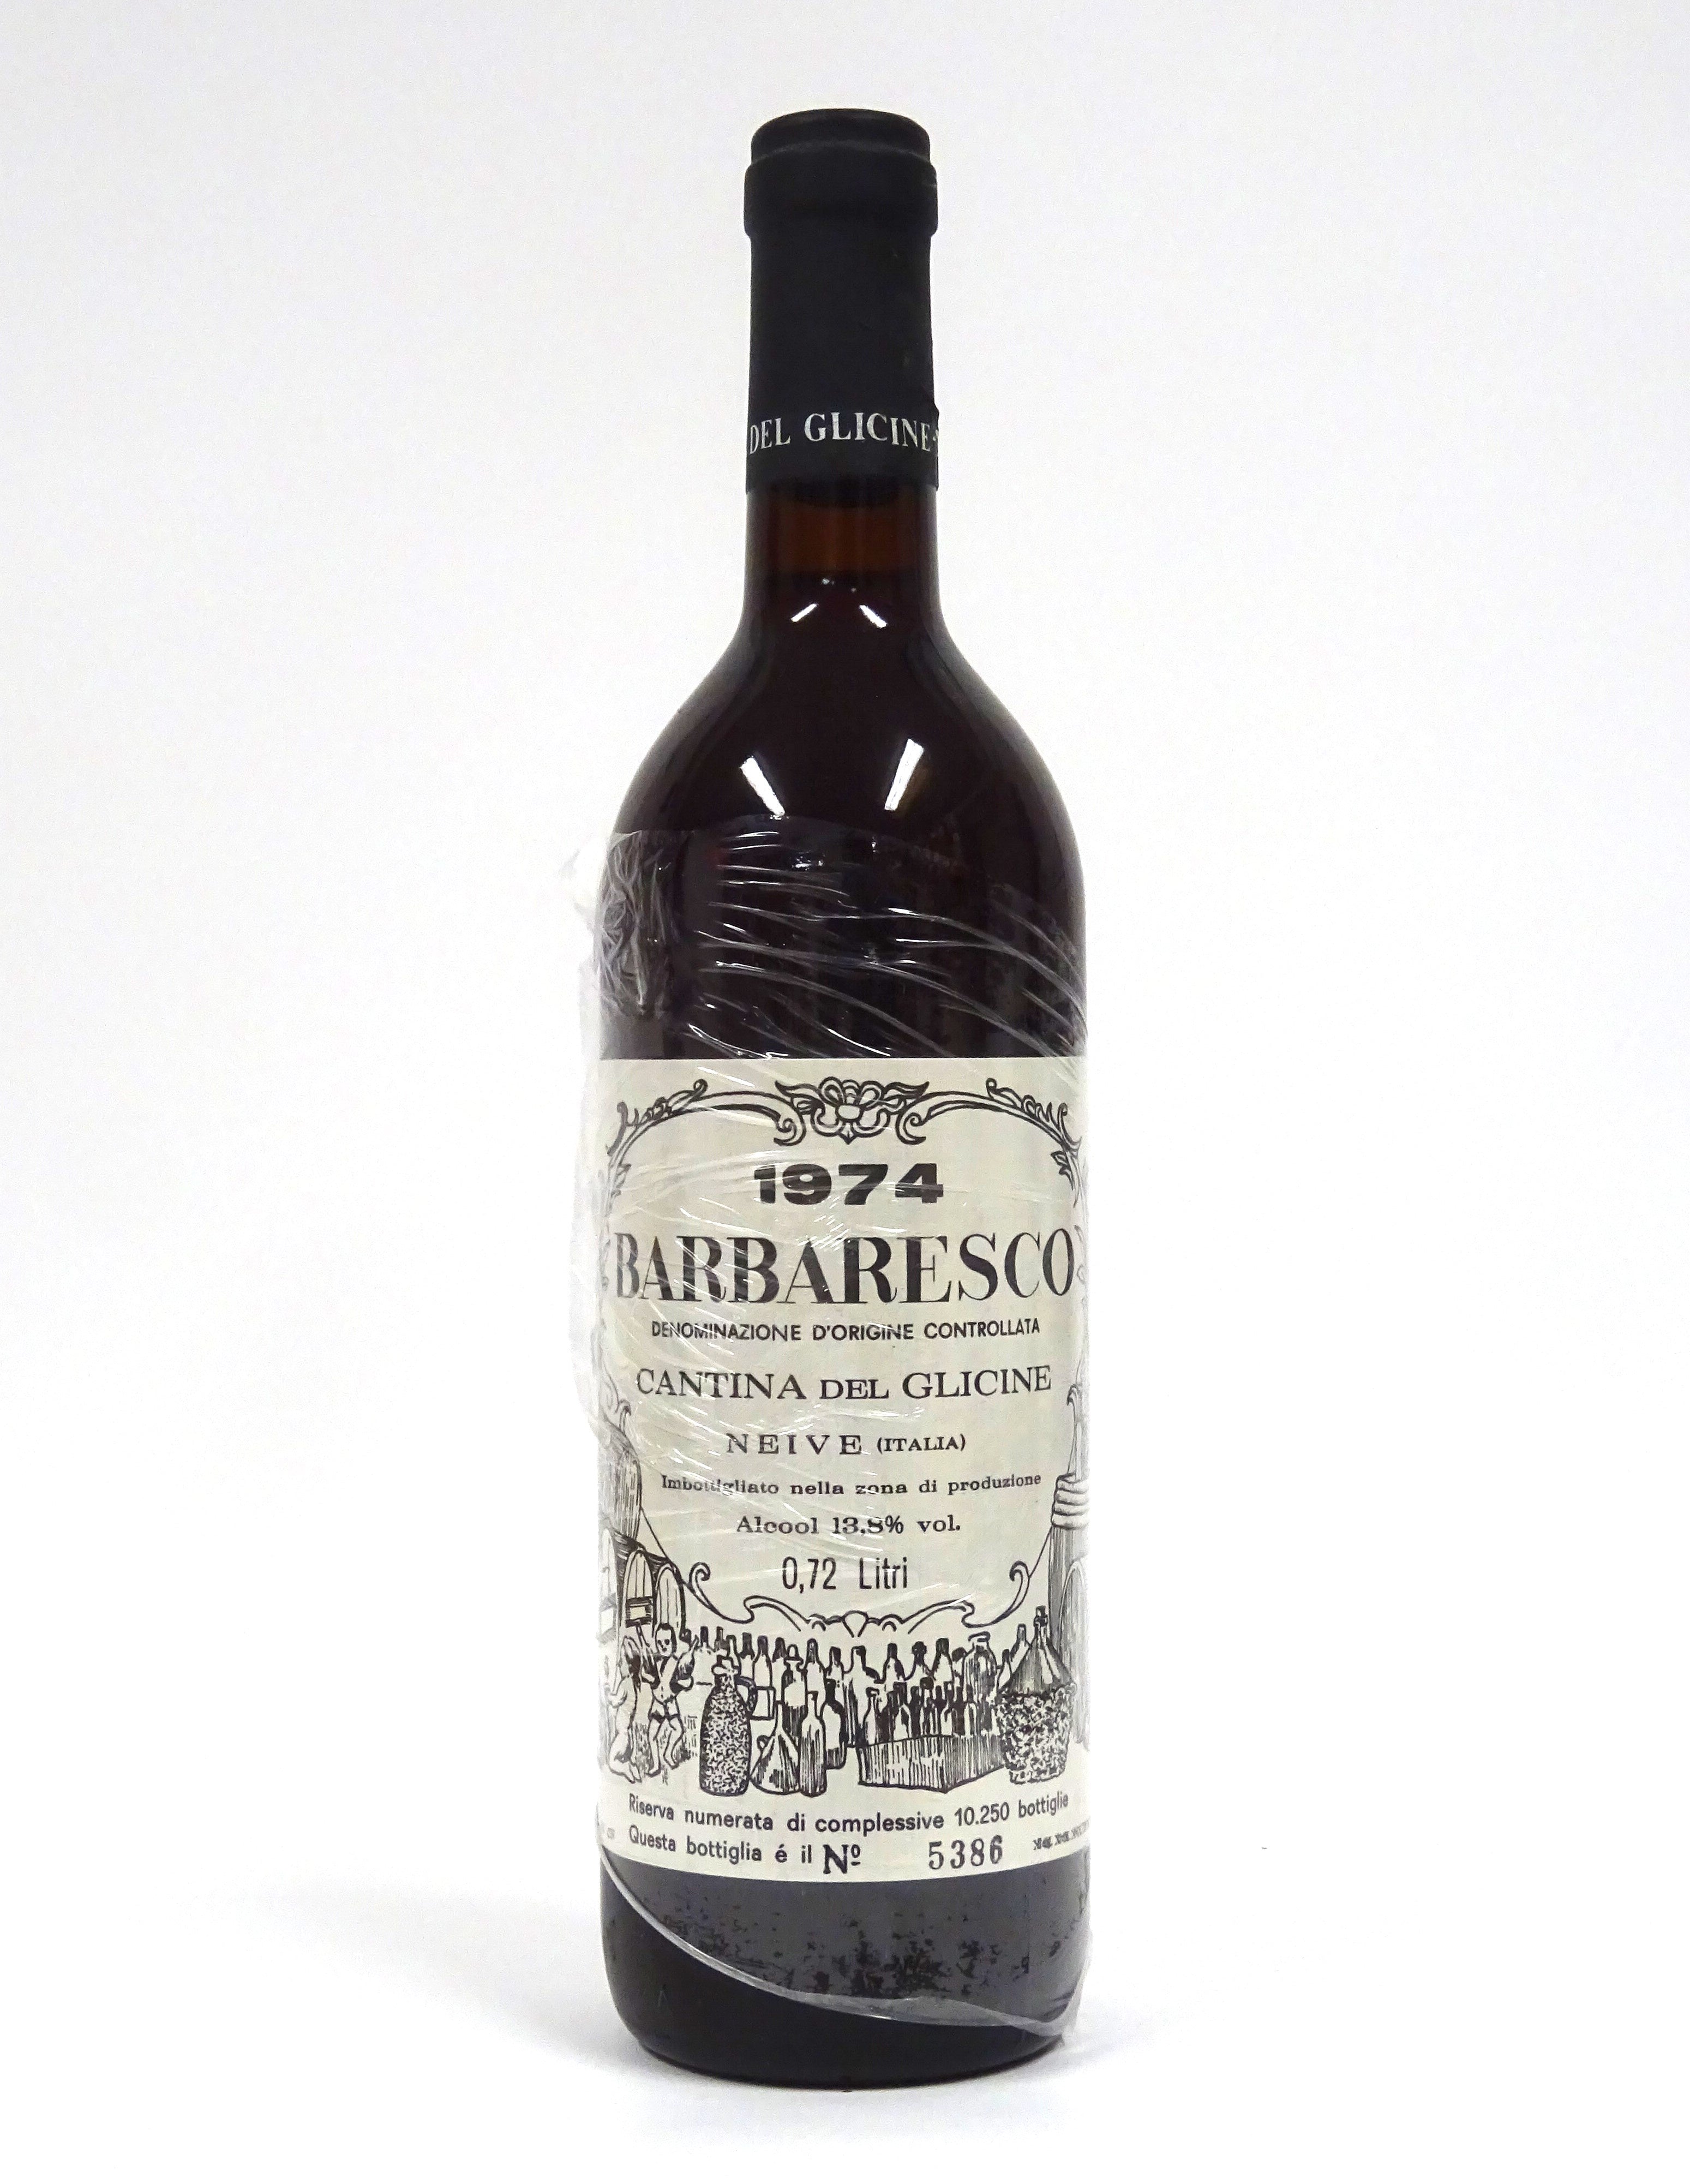 DEL GLICINE
1974
BARBARESCO
DENOMINAZIONE D'ORIGINE CONTROLLATA
CANTINA DEL GLICINE
NEIVE (ITALIA)
Imbottigliato nella zona di produzione
Alcool 13,8% vol.
0,72 Litri
Riserva numerata di complessive 10.250 bottiglie
Questa bottiglia é il Nº 5386